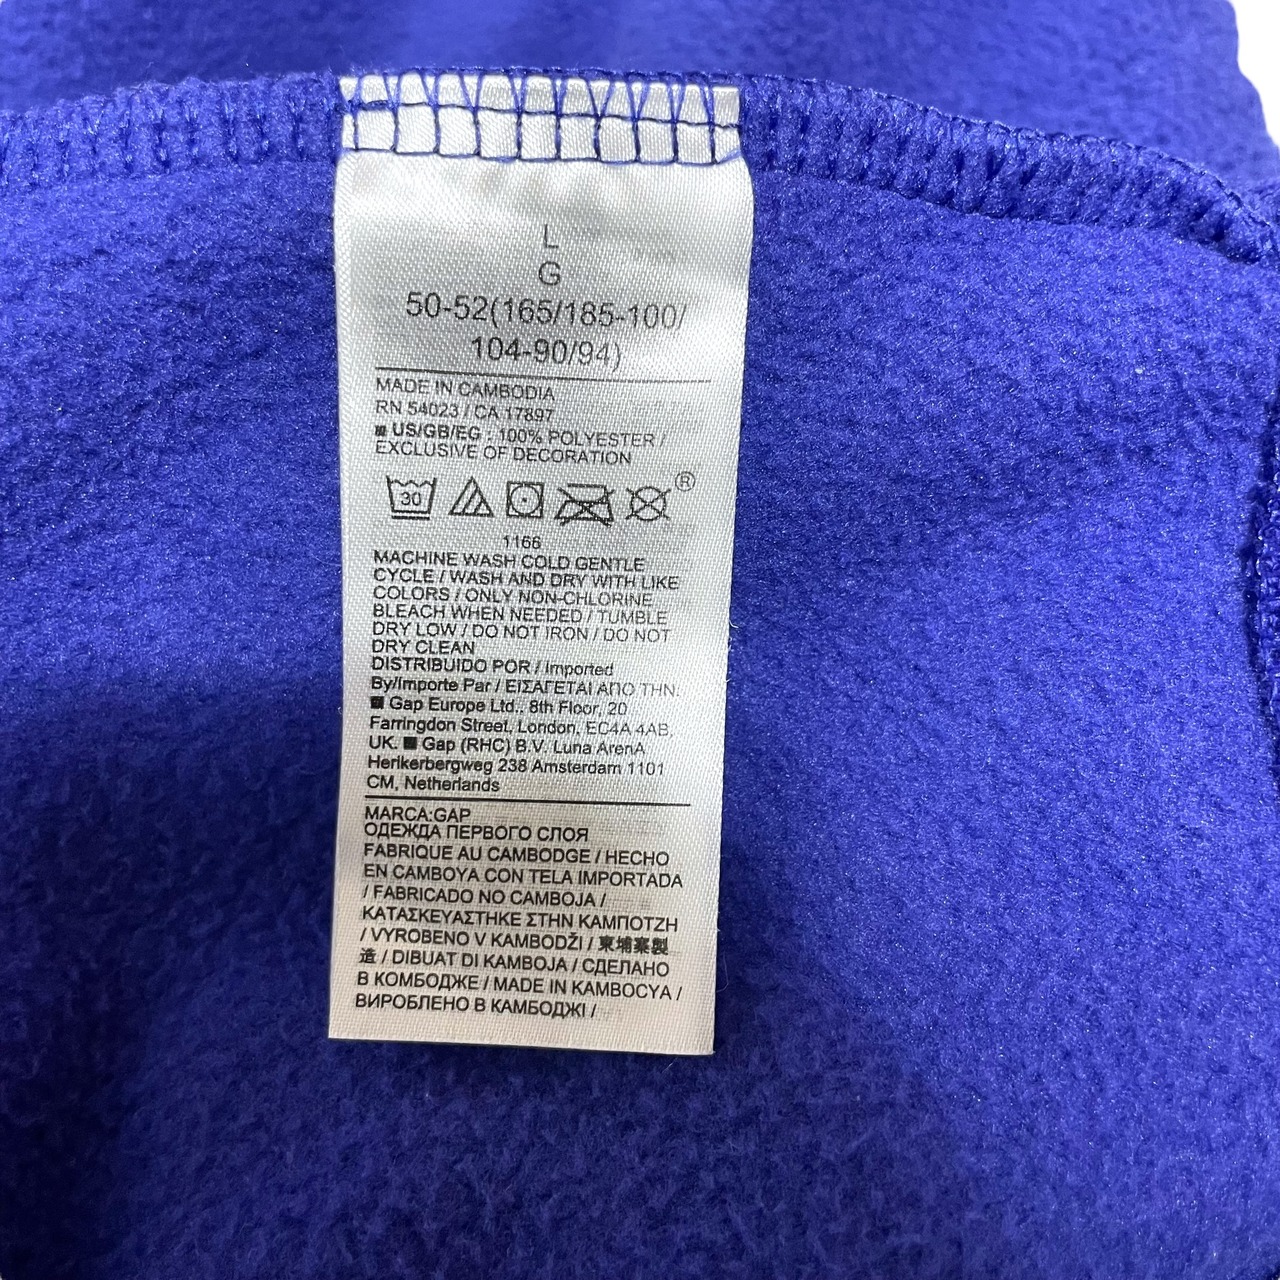 L
G
50-52(165/185-100/
104-90/94)
MADE IN CAMBODIA
RN 54023 / CA 17897
■ US/GB/EG : 100% POLYESTER /
EXCLUSIVE OF DECORATION
30
®
1166
MACHINE WASH COLD GENTLE
CYCLE / WASH AND DRY WITH LIKE
COLORS / ONLY NON-CHLORINE
BLEACH WHEN NEEDED / TUMBLE
DRY LOW / DO NOT IRON / DO NOT
DRY CLEAN
DISTRIBUIDO POR / Imported
By/Importe Par / ΕΙΣΑΓΕΤΑΙ ΑΠΟ ΤΗΝ:
■ Gap Europe Ltd., 8th Floor, 20
Farringdon Street, London, EC4A 4AB,
UK. ■ Gap (RHC) B.V. Luna ArenA
Herikerbergweg 238 Amsterdam 1101
CM, Netherlands
MARCA:GAP
ОДЕЖДА ПЕРВОГО СЛОЯ
FABRIQUE AU CAMBODGE / HECHO
EN CAMBOYA CON TELA IMPORTADA
/ FABRICADO NO CAMBOJA /
ΚΑΤΑΣΚΕΥΑΣΤΗΚΕ ΣΤΗΝ ΚΑΜΠΟΤΖΗ
/ VYROBENO V KAMBODŽI / 柬埔寨製
造 / DIBUAT DI KAMBOJA / СДЕЛАНО
В КОМБОДЖЕ / MADE IN KAMBOCYA /
ВИРОБЛЕНО В КАМБОДЖІ /